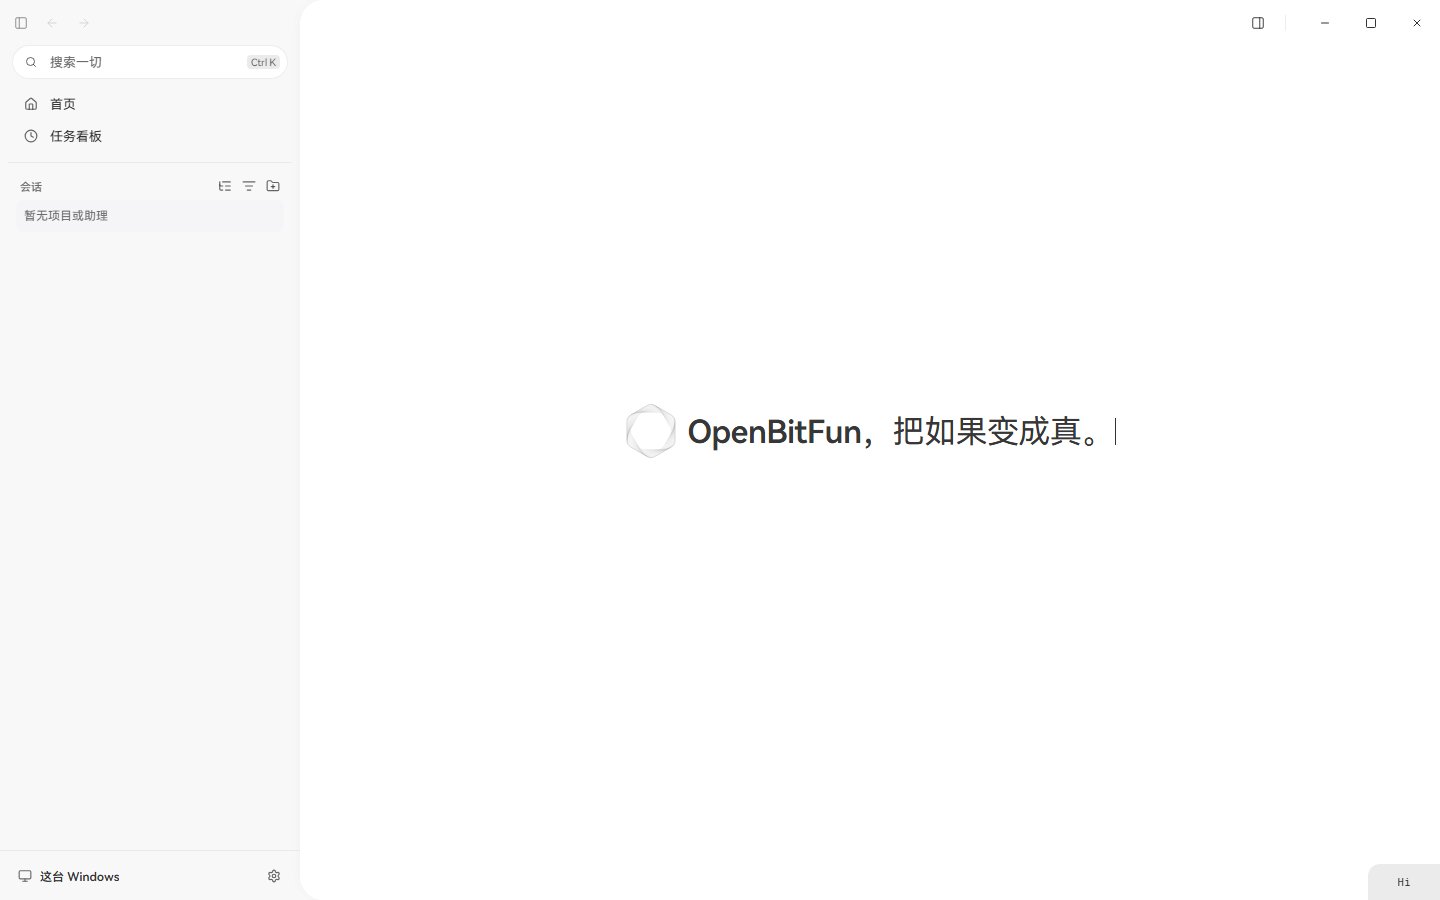 搜索一切
Ctrl K
首页
任务看板
会话
暂无项目或助理
OpenBitFun，把如果变成真。
这台 Windows
Hi